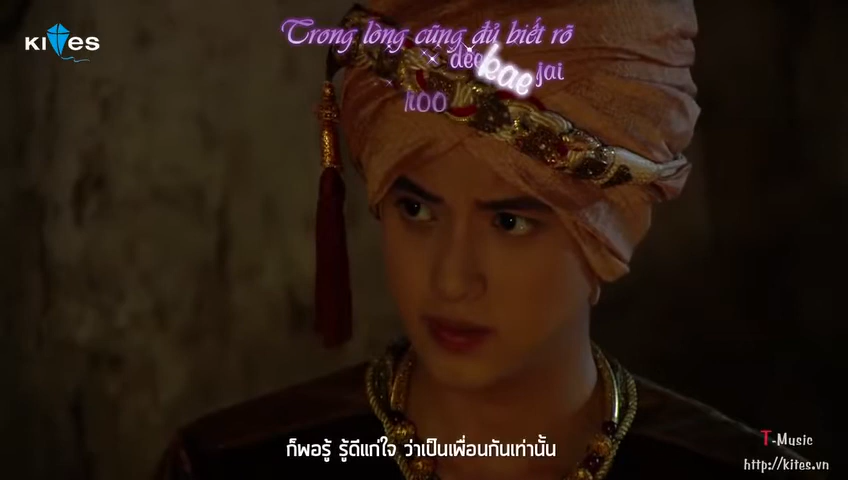 KITES
Trong lòng cũng đủ biết rõ
dee kae jai
roo
ก็พอรู้ รู้ดีแก่ใจ ว่าเป็นเพื่อนกันเท่านั้น
T-Music
http://kites.vn